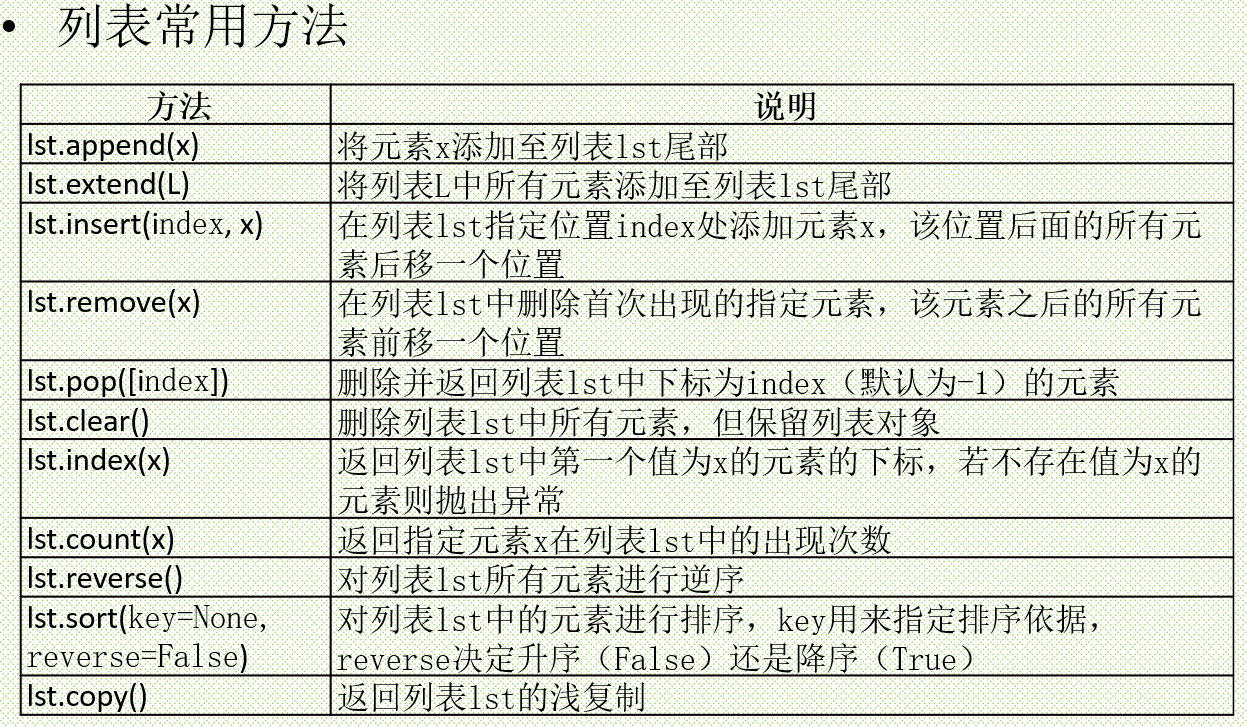 • 列表常用方法
方法 说明
lst.append(x) 将元素x添加至列表lst尾部
lst.extend(L) 将列表L中所有元素添加至列表lst尾部
lst.insert(index, x) 在列表lst指定位置index处添加元素x，该位置后面的所有元
素后移一个位置
lst.remove(x) 在列表lst中删除首次出现的指定元素，该元素之后的所有元
素前移一个位置
lst.pop([index]) 删除并返回列表lst中下标为index（默认为-1）的元素
lst.clear() 删除列表lst中所有元素，但保留列表对象
lst.index(x) 返回列表lst中第一个值为x的元素的下标，若不存在值为x的
元素则抛出异常
lst.count(x) 返回指定元素x在列表lst中的出现次数
lst.reverse() 对列表lst所有元素进行逆序
lst.sort(key=None, 对列表lst中的元素进行排序，key用来指定排序依据，
reverse=False) reverse决定升序（False）还是降序（True）
lst.copy() 返回列表lst的浅复制